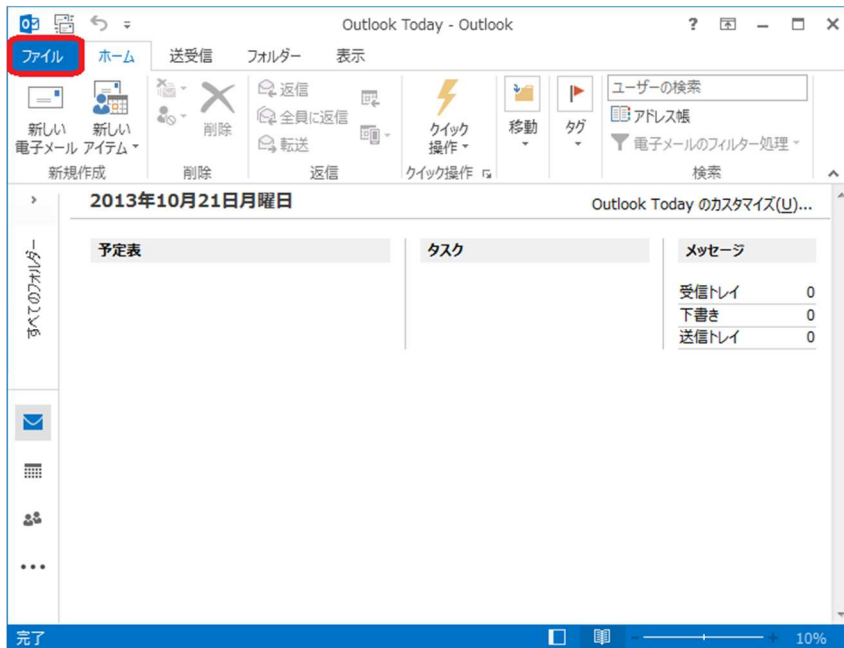 Outlook Today - Outlook
ファイル ホーム 送受信 フォルダー 表示
新しい
電子メール
新しい
アイテム
新規作成
削除
削除
返信
全員に返信
転送
返信
クイック
操作
クイック操作
移動
タグ
ユーザーの検索
アドレス帳
電子メールのフィルター処理
検索
すべてのフォルダー
2013年10月21日月曜日
Outlook Today のカスタマイズ(U)...
予定表
タスク
メッセージ
受信トレイ 0
下書き 0
送信トレイ 0
完了
10%